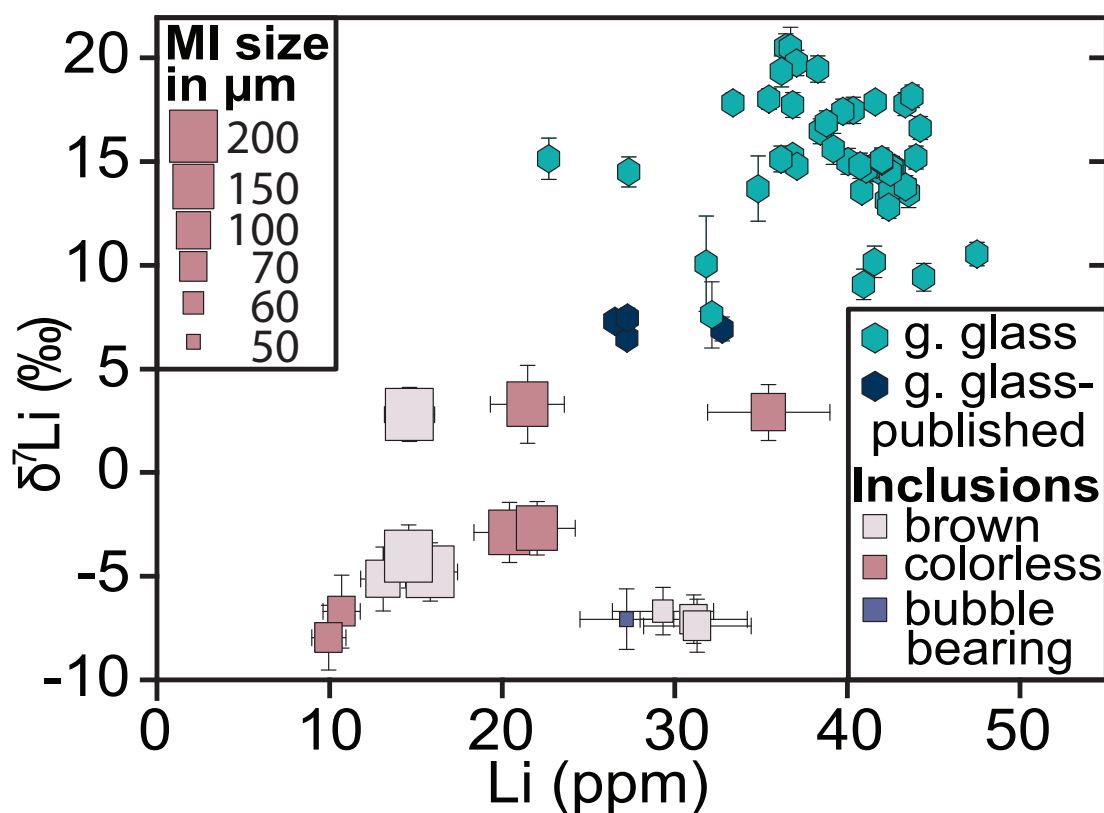 MI size
in µm
200
150
100
70
60
50
20
15
10
5
0
-5
-10
δ⁷Li (‰)
g. glass
g. glass-
published
Inclusions
brown
colorless
bubble
bearing
0
10
20
30
40
50
Li (ppm)